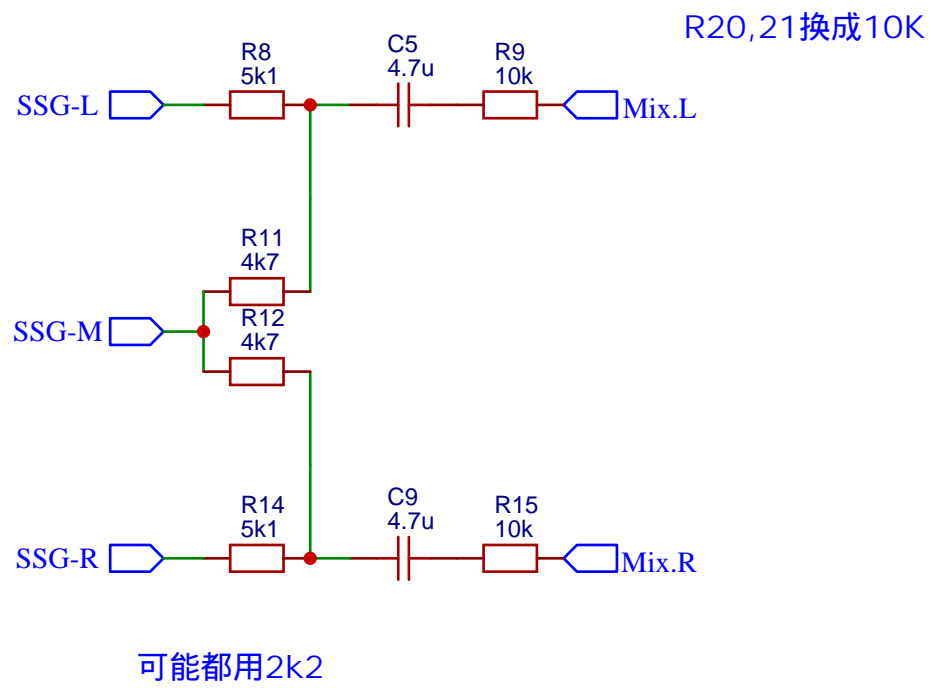 R20,21换成10K
R8
5k1
C5
4.7u
R9
10k
SSG-L
Mix.L
R11
4k7
SSG-M
R12
4k7
R14
5k1
C9
4.7u
R15
10k
SSG-R
Mix.R
可能都用2k2